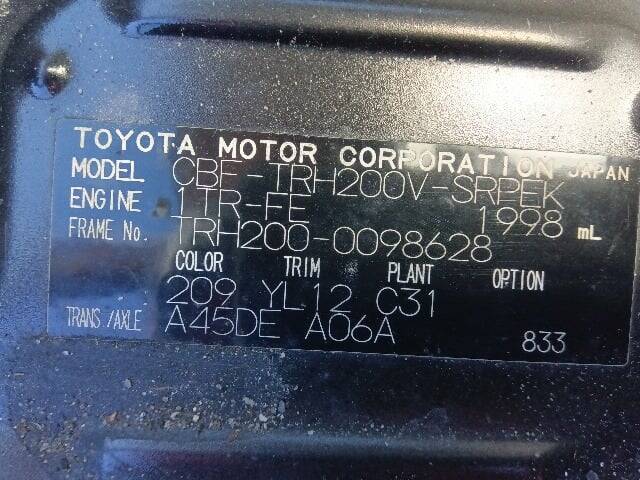 TOYOTA MOTOR CORPORATION JAPAN
MODEL CBF-TRH200V-SRPEK
ENGINE 1TR-FE 1998 mL
FRAME No. TRH200-0098628
COLOR TRIM PLANT OPTION
209 YL12 C31
TRANS/AXLE A45DE A06A 833